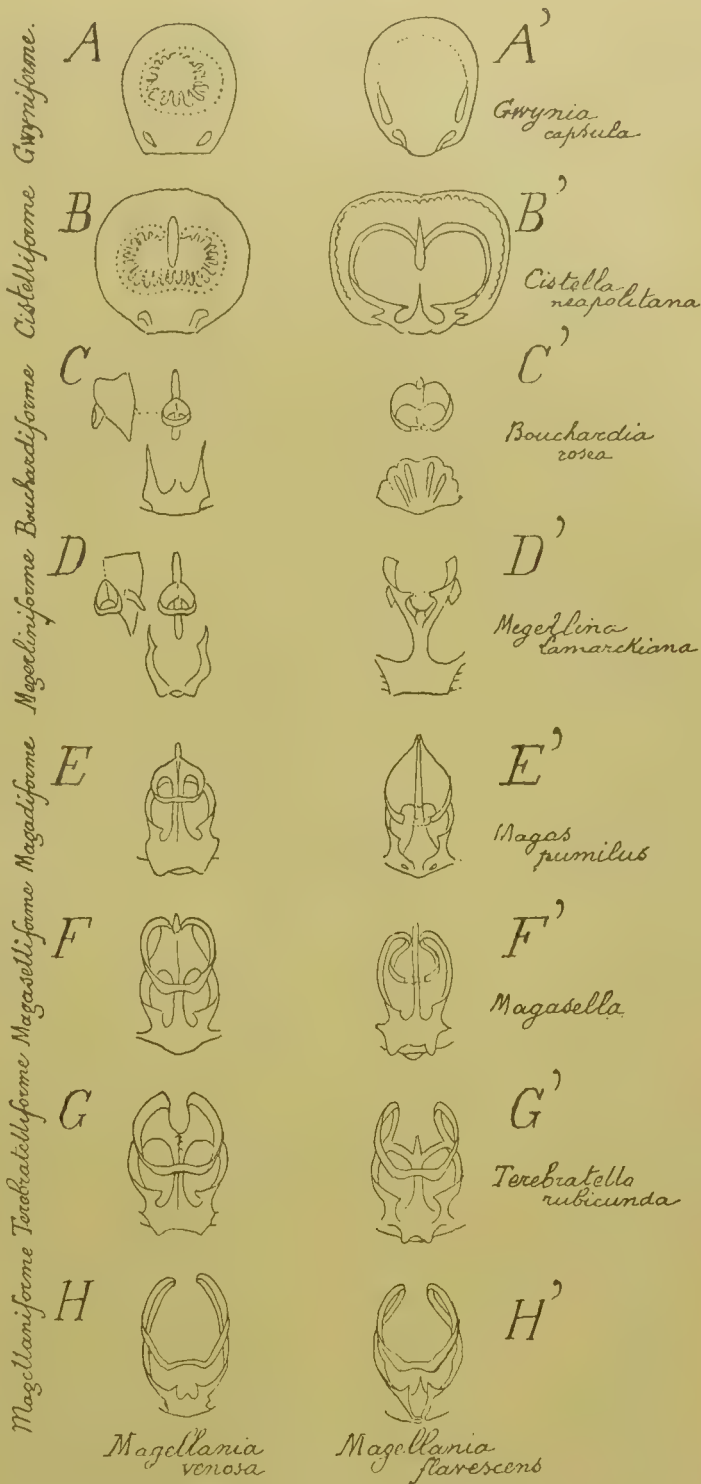 Gwyniforme.
A
A'
Gwynia
capsula
Cistelliforme
B
B'
Cistella
neapolitana
Bouchardiforme
C
C'
Bouchardia
rosea
Magerliniforme
D
D'
Megerlina
Lamarckiana
Magadiforme
E
E'
Magas
pumilus
Magaselliforme
F
F'
Magasella
Terebratelliforme
G
G'
Terebratella
rubicunda
Magellaniforme
H
H'
Magellania
venosa
Magellania
flavescens